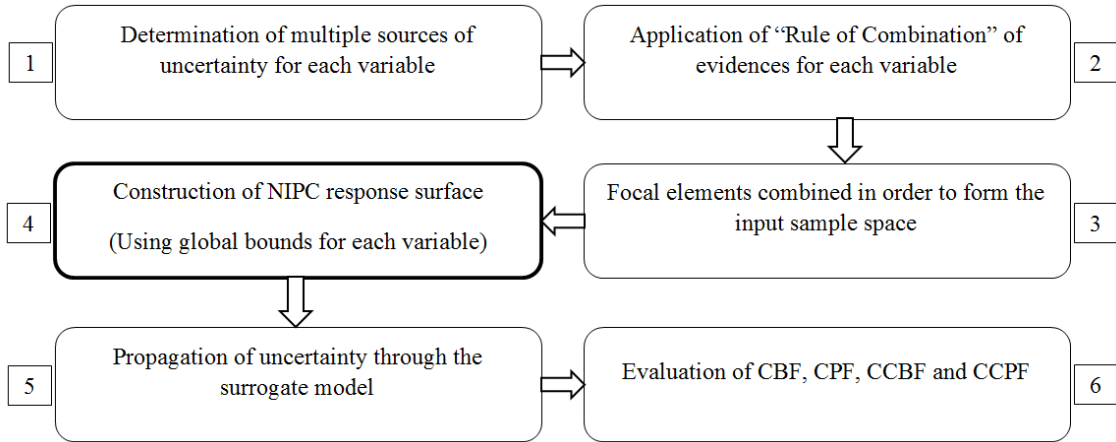 1
Determination of multiple sources of
uncertainty for each variable
Application of “Rule of Combination” of
evidences for each variable
2
4
Construction of NIPC response surface
(Using global bounds for each variable)
Focal elements combined in order to form the
input sample space
3
5
Propagation of uncertainty through the
surrogate model
Evaluation of CBF, CPF, CCBF and CCPF
6